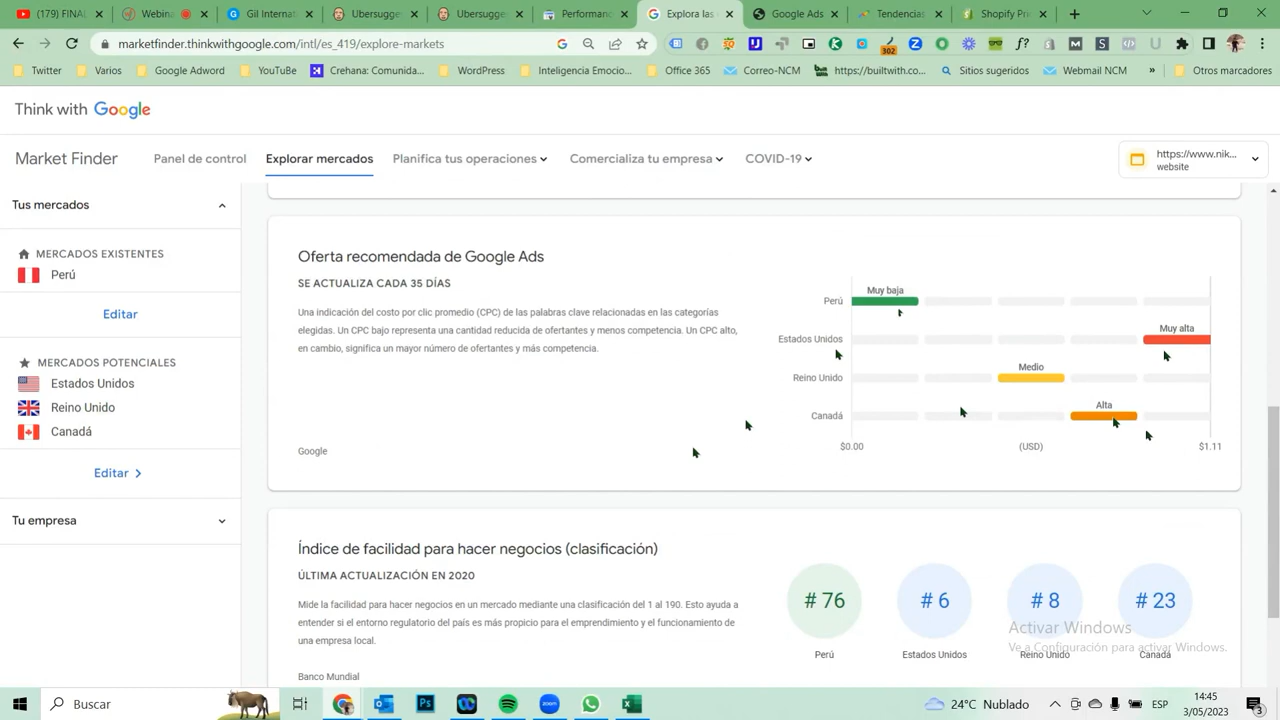 (179) FINAL
Webina
Gil Internat
Ubersugges
Ubersugges
Performanc
Explora las
Google Ads
Tendencias
Shopify Pri
marketfinder.thinkwithgoogle.com/intl/es_419/explore-markets
302
Twitter
Varios
Google Adword
YouTube
Crehana: Comunida...
WordPress
Inteligencia Emocio...
Office 365
Correo-NCM
https://builtwith.co...
Sitios sugeridos
Webmail NCM
»
Otros marcadores
Think with Google
Market Finder
Panel de control
Explorar mercados
Planifica tus operaciones
Comercializa tu empresa
COVID-19
https://www.nik...
website
Tus mercados
MERCADOS EXISTENTES
Perú
Editar
MERCADOS POTENCIALES
Estados Unidos
Reino Unido
Canadá
Editar
Tu empresa
Oferta recomendada de Google Ads
SE ACTUALIZA CADA 35 DÍAS
Una indicación del costo por clic promedio (CPC) de las palabras clave relacionadas en las categorías
elegidas. Un CPC bajo representa una cantidad reducida de ofertantes y menos competencia. Un CPC alto,
en cambio, significa un mayor número de ofertantes y más competencia.
Google
Muy baja
Perú
Muy alta
Estados Unidos
Medio
Reino Unido
Alta
Canadá
$0.00
(USD)
$1.11
Índice de facilidad para hacer negocios (clasificación)
ÚLTIMA ACTUALIZACIÓN EN 2020
Mide la facilidad para hacer negocios en un mercado mediante una clasificación del 1 al 190. Esto ayuda a
entender si el entorno regulatorio del país es más propicio para el emprendimiento y el funcionamiento de
una empresa local.
Banco Mundial
# 76
# 6
# 8
# 23
Perú
Estados Unidos
Reino Unido
Canadá
Activar Windows
Ve a Configuración para activar Windows.
Buscar
24°C Nublado
ESP
14:45
3/05/2023
3